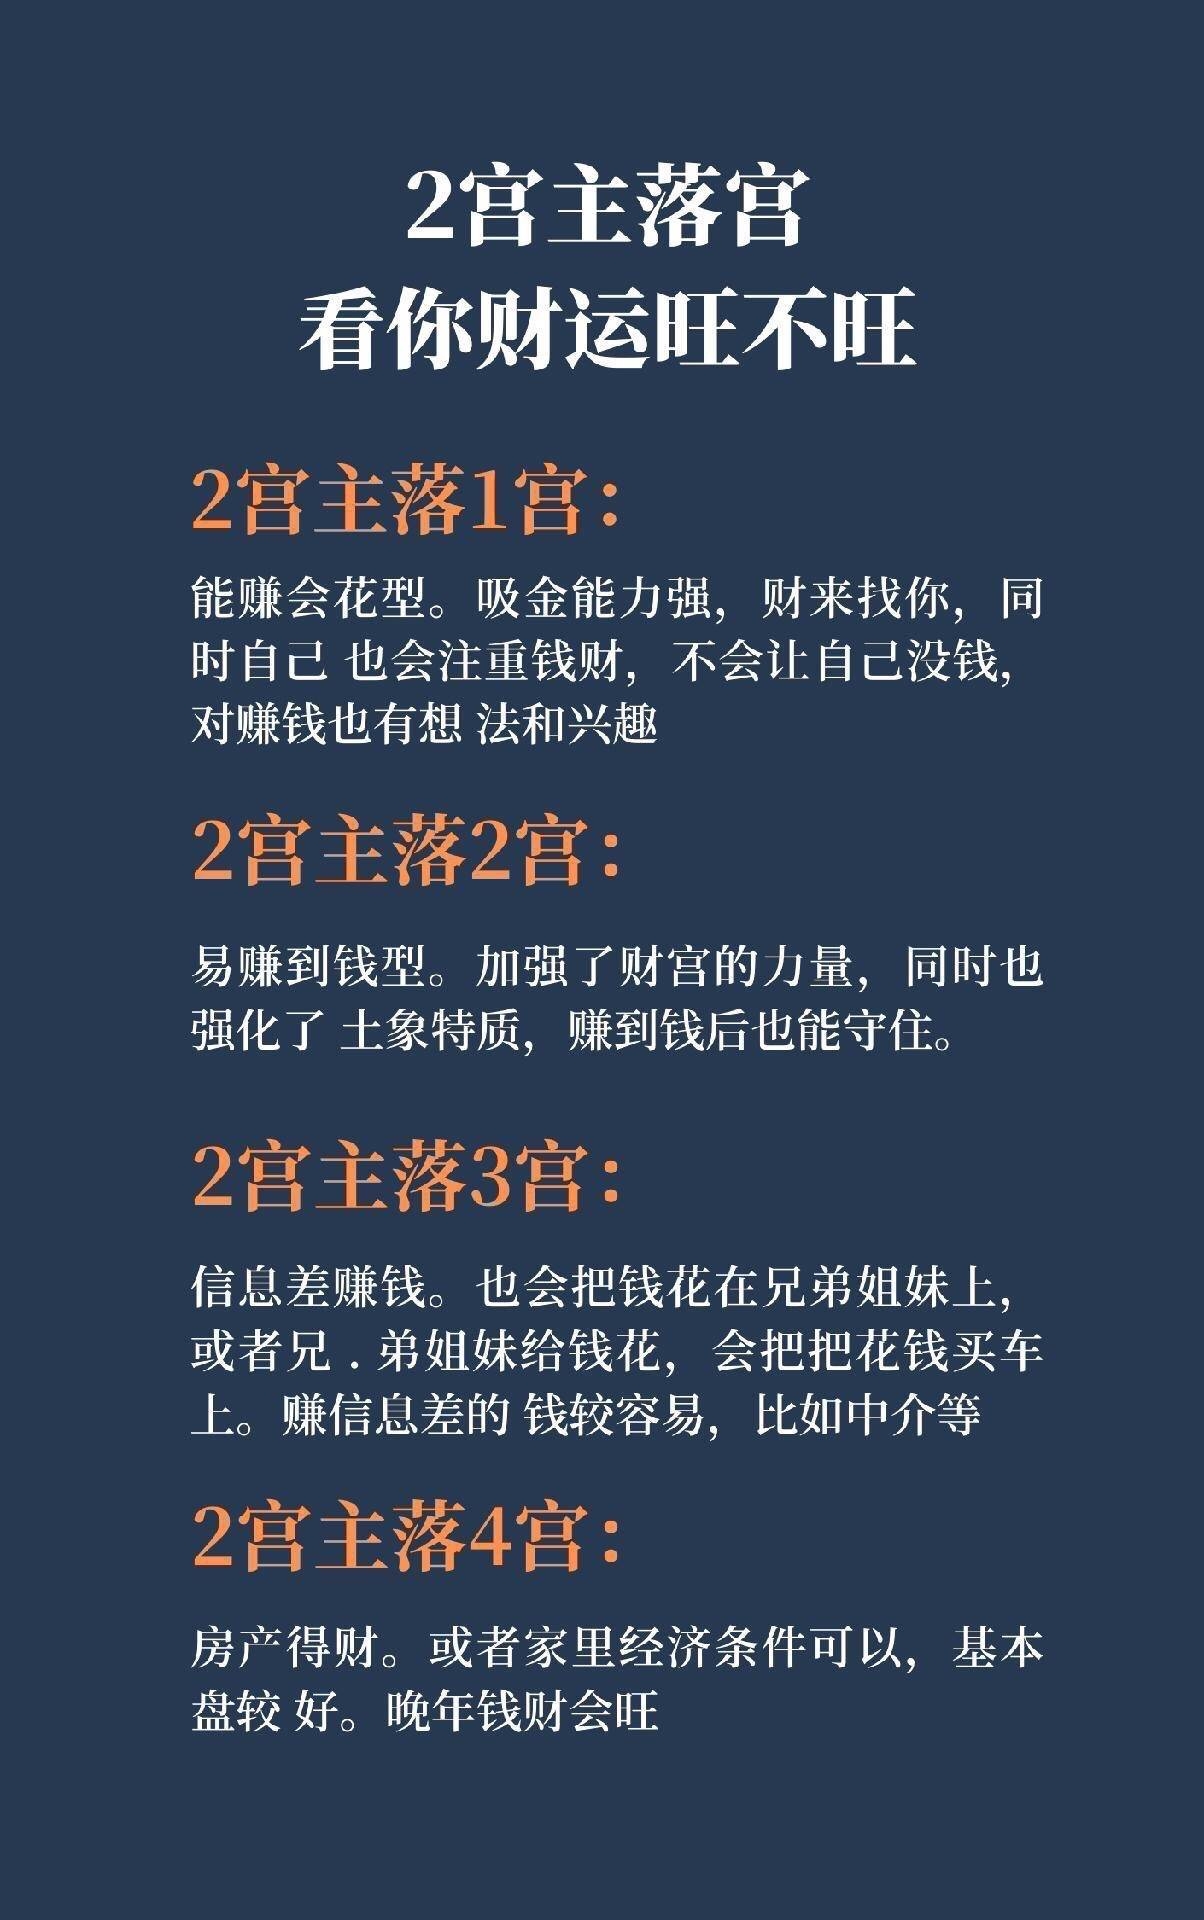 2宫主落宫
看你财运旺不旺
2宫主落1宫：
能赚会花型。吸金能力强，财来找你，同
时自己 也会注重钱财，不会让自己没钱，
对赚钱也有想 法和兴趣
2宫主落2宫：
易赚到钱型。加强了财宫的力量，同时也
强化了 土象特质，赚到钱后也能守住。
2宫主落3宫：
信息差赚钱。也会把钱花在兄弟姐妹上，
或者兄 . 弟姐妹给钱花，会把把花钱买车
上。赚信息差的 钱较容易，比如中介等
2宫主落4宫：
房产得财。或者家里经济条件可以，基本
盘较 好。晚年钱财会旺